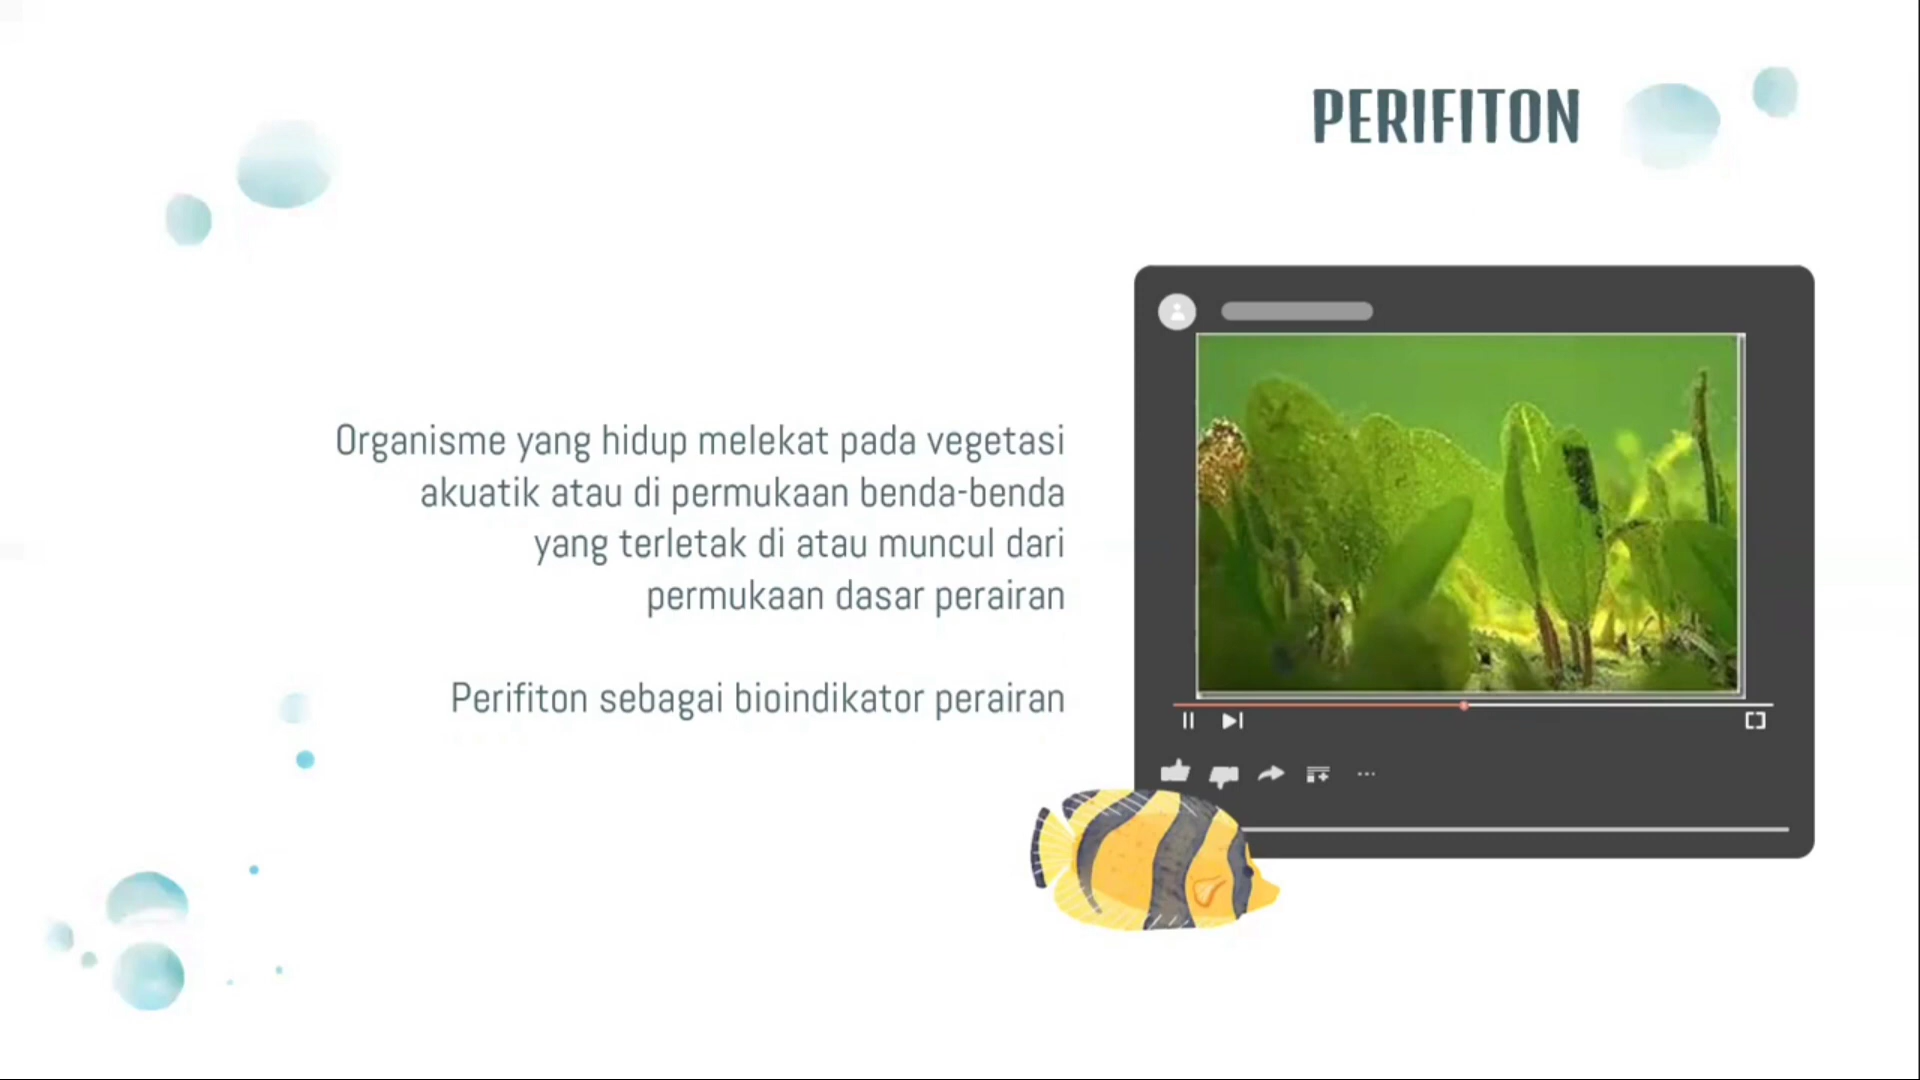 PERIFITON
Organisme yang hidup melekat pada vegetasi
akuatik atau di permukaan benda-benda
yang terletak di atau muncul dari
permukaan dasar perairan
Perifiton sebagai bioindikator perairan